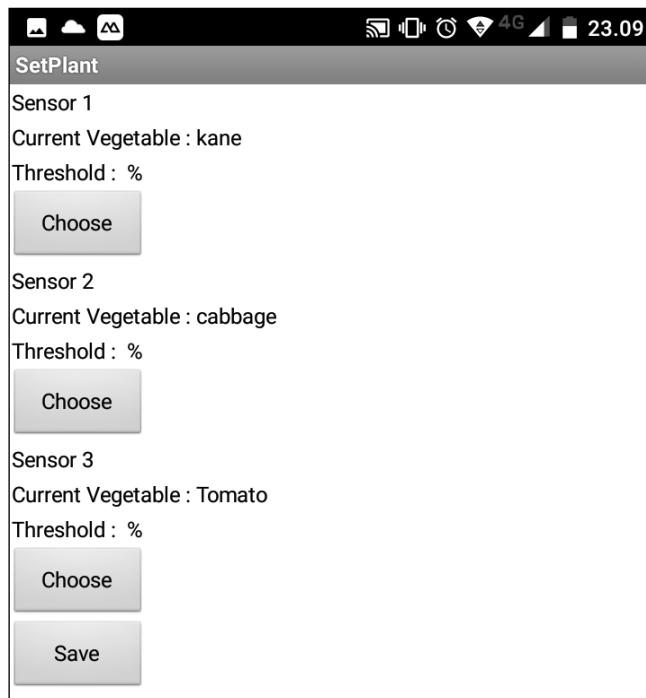 4G 23.09
SetPlant
Sensor 1
Current Vegetable : kane
Threshold :  %
Choose
Sensor 2
Current Vegetable : cabbage
Threshold :  %
Choose
Sensor 3
Current Vegetable : Tomato
Threshold :  %
Choose
Save